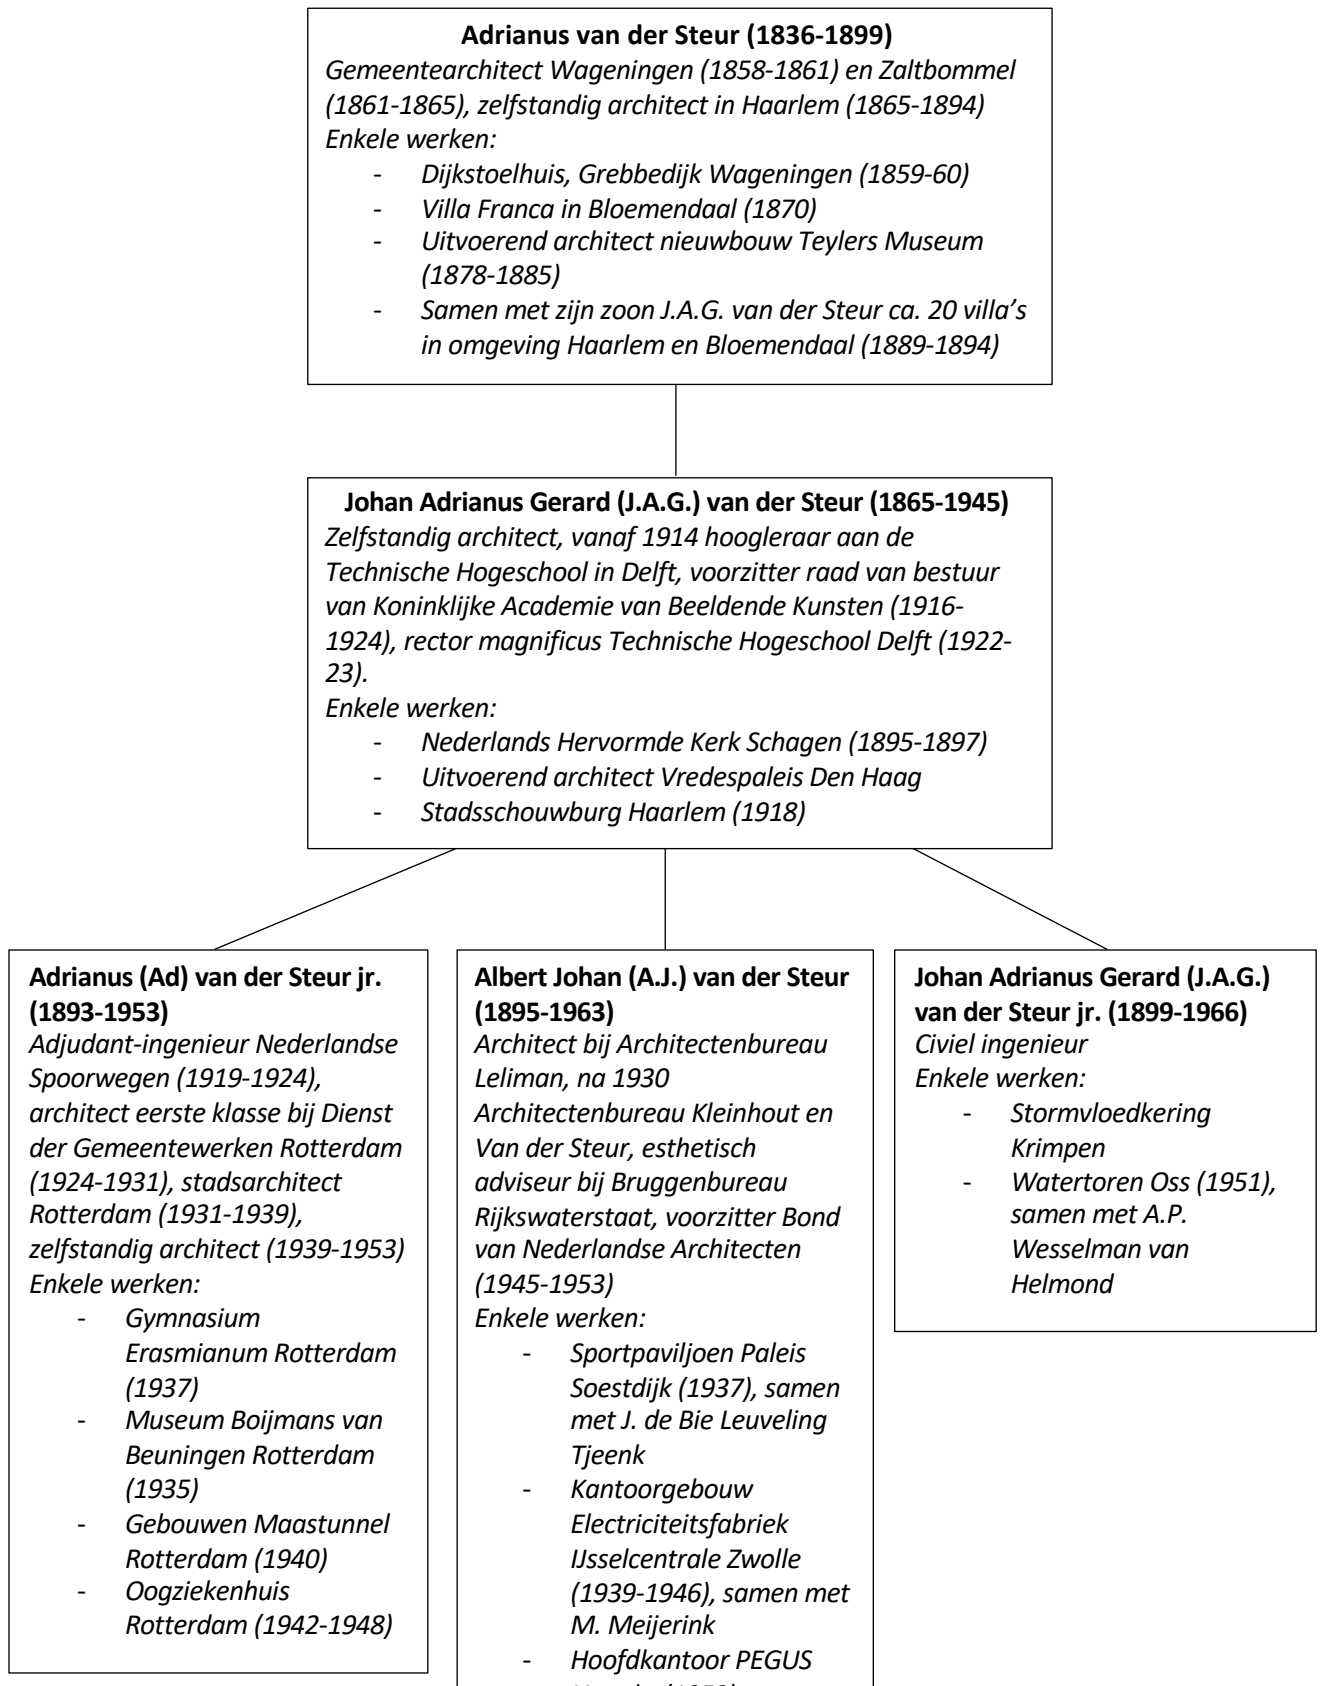 Adrianus van der Steur (1836-1899)
Gemeentearchitect Wageningen (1858-1861) en Zaltbommel
(1861-1865), zelfstandig architect in Haarlem (1865-1894)
Enkele werken:
- Dijkstoelhuis, Grebbedijk Wageningen (1859-60)
- Villa Franca in Bloemendaal (1870)
- Uitvoerend architect nieuwbouw Teylers Museum
(1878-1885)
- Samen met zijn zoon J.A.G. van der Steur ca. 20 villa’s
in omgeving Haarlem en Bloemendaal (1889-1894)
Johan Adrianus Gerard (J.A.G.) van der Steur (1865-1945)
Zelfstandig architect, vanaf 1914 hoogleraar aan de
Technische Hogeschool in Delft, voorzitter raad van bestuur
van Koninklijke Academie van Beeldende Kunsten (1916-
1924), rector magnificus Technische Hogeschool Delft (1922-
23).
Enkele werken:
- Nederlands Hervormde Kerk Schagen (1895-1897)
- Uitvoerend architect Vredespaleis Den Haag
- Stadsschouwburg Haarlem (1918)
Adrianus (Ad) van der Steur jr.
(1893-1953)
Adjudant-ingenieur Nederlandse
Spoorwegen (1919-1924),
architect eerste klasse bij Dienst
der Gemeentewerken Rotterdam
(1924-1931), stadsarchitect
Rotterdam (1931-1939),
zelfstandig architect (1939-1953)
Enkele werken:
- Gymnasium
Erasmianum Rotterdam
(1937)
- Museum Boijmans van
Beuningen Rotterdam
(1935)
- Gebouwen Maastunnel
Rotterdam (1940)
- Oogziekenhuis
Rotterdam (1942-1948)
Albert Johan (A.J.) van der Steur
(1895-1963)
Architect bij Architectenbureau
Leliman, na 1930
Architectenbureau Kleinhout en
Van der Steur, esthetisch
adviseur bij Bruggenbureau
Rijkswaterstaat, voorzitter Bond
van Nederlandse Architecten
(1945-1953)
Enkele werken:
- Sportpaviljoen Paleis
Soestdijk (1937), samen
met J. de Bie Leuveling
Tjeenk
- Kantoorgebouw
Electriciteitsfabriek
IJsselcentrale Zwolle
(1939-1946), samen met
M. Meijerink
- Hoofdkantoor PEGUS
Johan Adrianus Gerard (J.A.G.)
van der Steur jr. (1899-1966)
Civiel ingenieur
Enkele werken:
- Stormvloedkering
Krimpen
- Watertoren Oss (1951),
samen met A.P.
Wesselman van
Helmond